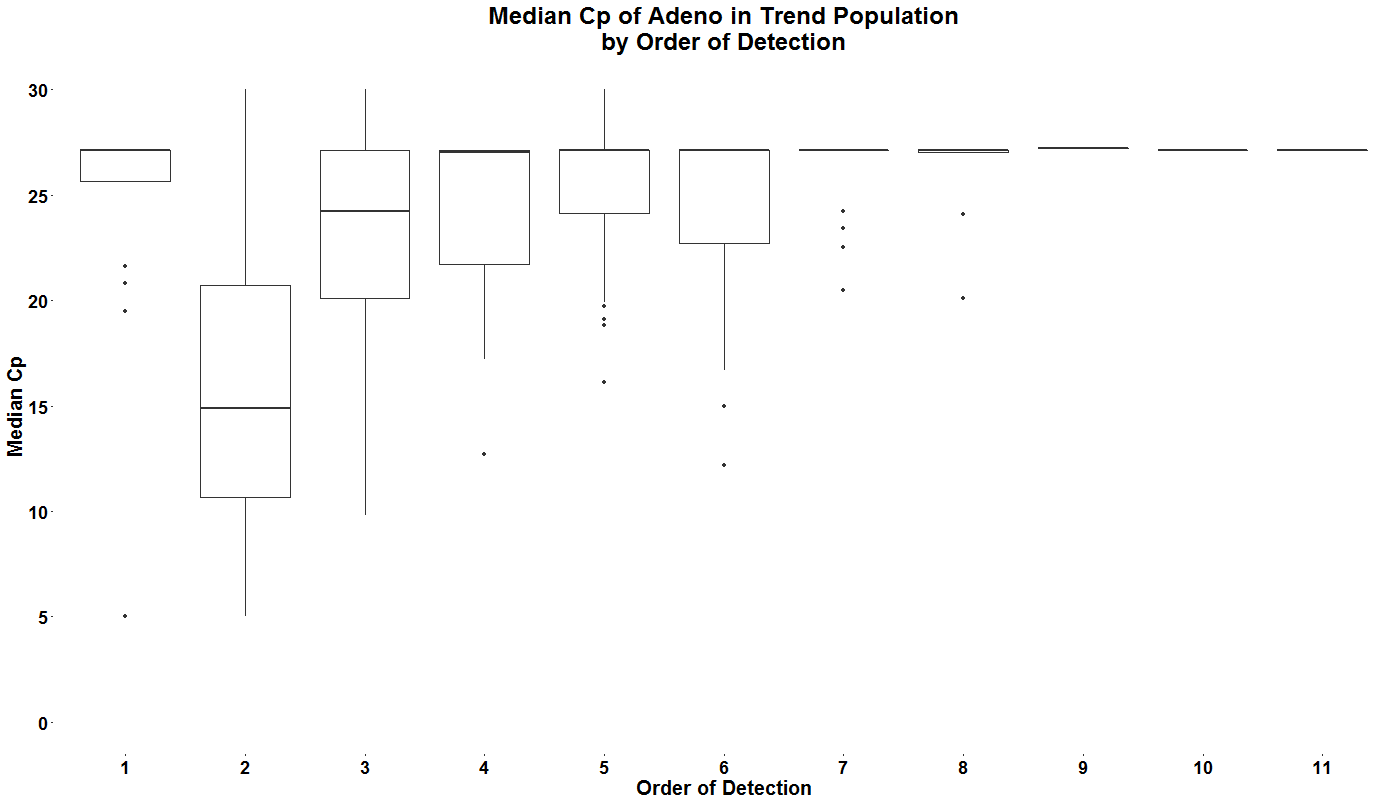 Median Cp of Adeno in Trend Population
by Order of Detection
30
25
20
15
10
5
0
Median Cp
1 2 3 4 5 6 7 8 9 10 11
Order of Detection